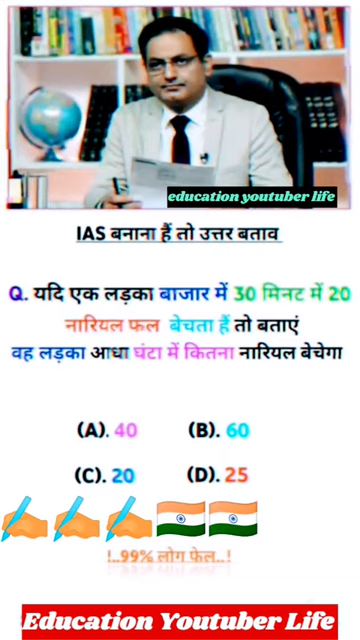 education youtuber life
IAS बनाना हैं तो उत्तर बताव
Q. यदि एक लड़का बाजार में 30 मिनट में 20
नारियल फल बेचता हैं तो बताएं
वह लड़का आधा घंटा में कितना नारियल बेचेगा
(A). 40 (B). 60
(C). 20 (D). 25
!..99% लोग फेल..!
Education Youtuber Life